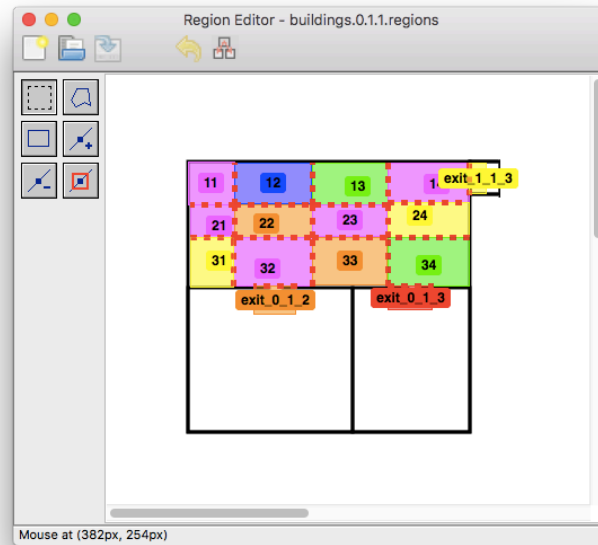 Region Editor - buildings.0.1.1.regions
11
12
13
exit_1_1_3
21
22
23
24
31
32
33
34
exit_0_1_2
exit_0_1_3
Mouse at (382px, 254px)